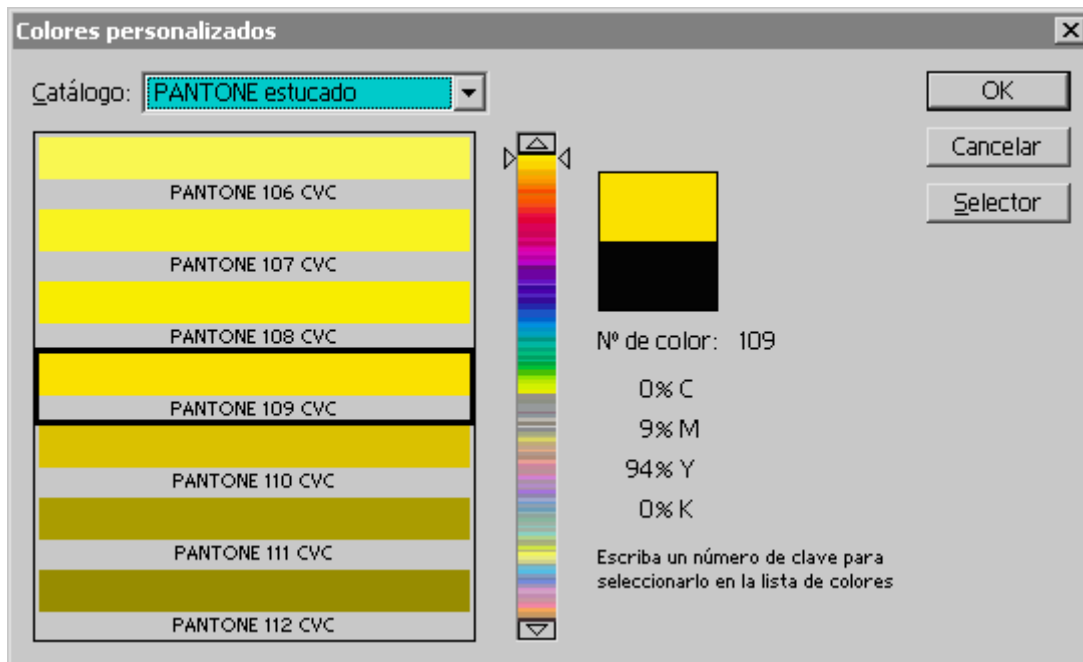 Colores personalizados
Catálogo: PANTONE estucado
OK
Cancelar
Selector
PANTONE 106 CVC
PANTONE 107 CVC
PANTONE 108 CVC
PANTONE 109 CVC
PANTONE 110 CVC
PANTONE 111 CVC
PANTONE 112 CVC
Nº de color: 109
0% C
9% M
94% Y
0% K
Escriba un número de clave para
seleccionarlo en la lista de colores